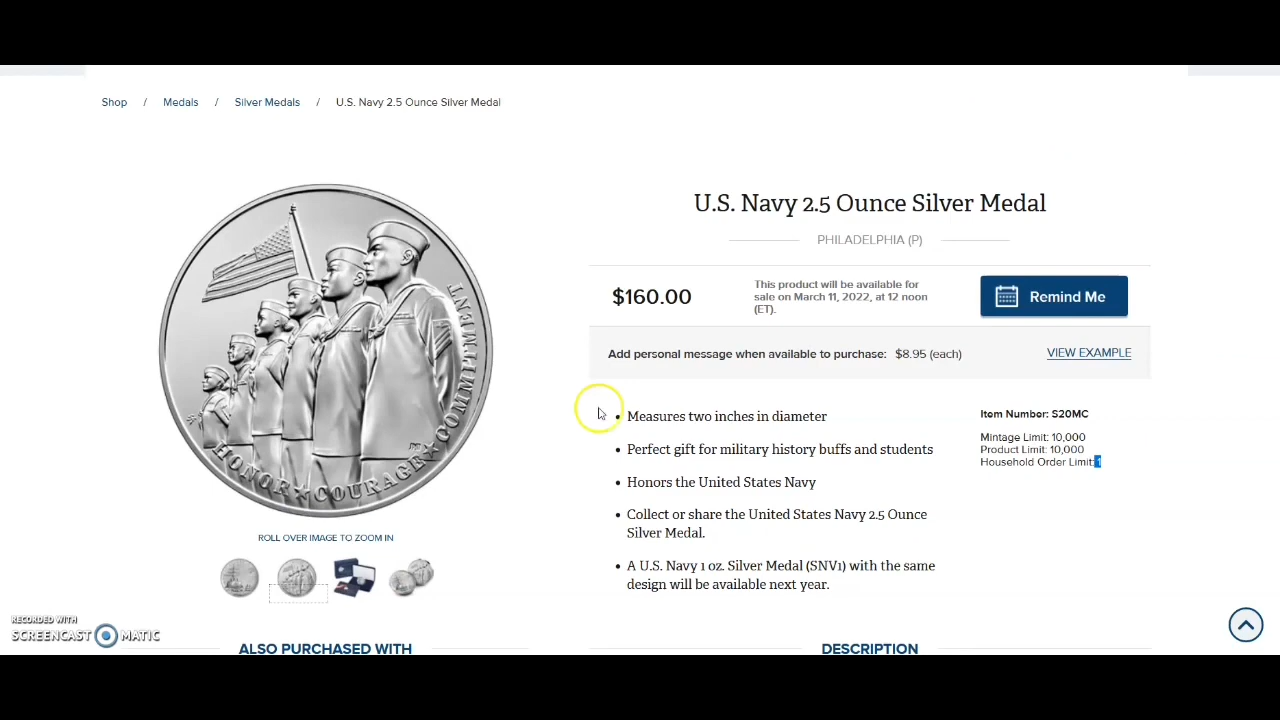 Shop / Medals / Silver Medals / U.S. Navy 2.5 Ounce Silver Medal
U.S. Navy 2.5 Ounce Silver Medal
PHILADELPHIA (P)
$160.00
This product will be available for
sale on March 11, 2022, at 12 noon
(ET).
Remind Me
Add personal message when available to purchase: $8.95 (each)
VIEW EXAMPLE
HONOR★COURAGE★COMMITMENT
ROLL OVER IMAGE TO ZOOM IN
• Measures two inches in diameter
• Perfect gift for military history buffs and students
• Honors the United States Navy
• Collect or share the United States Navy 2.5 Ounce
Silver Medal.
• A U.S. Navy 1 oz. Silver Medal (SNV1) with the same
design will be available next year.
Item Number: S20MC
Mintage Limit: 10,000
Product Limit: 10,000
Household Order Limit: 1
RECORDED WITH
SCREENCAST MATIC
ALSO PURCHASED WITH
DESCRIPTION